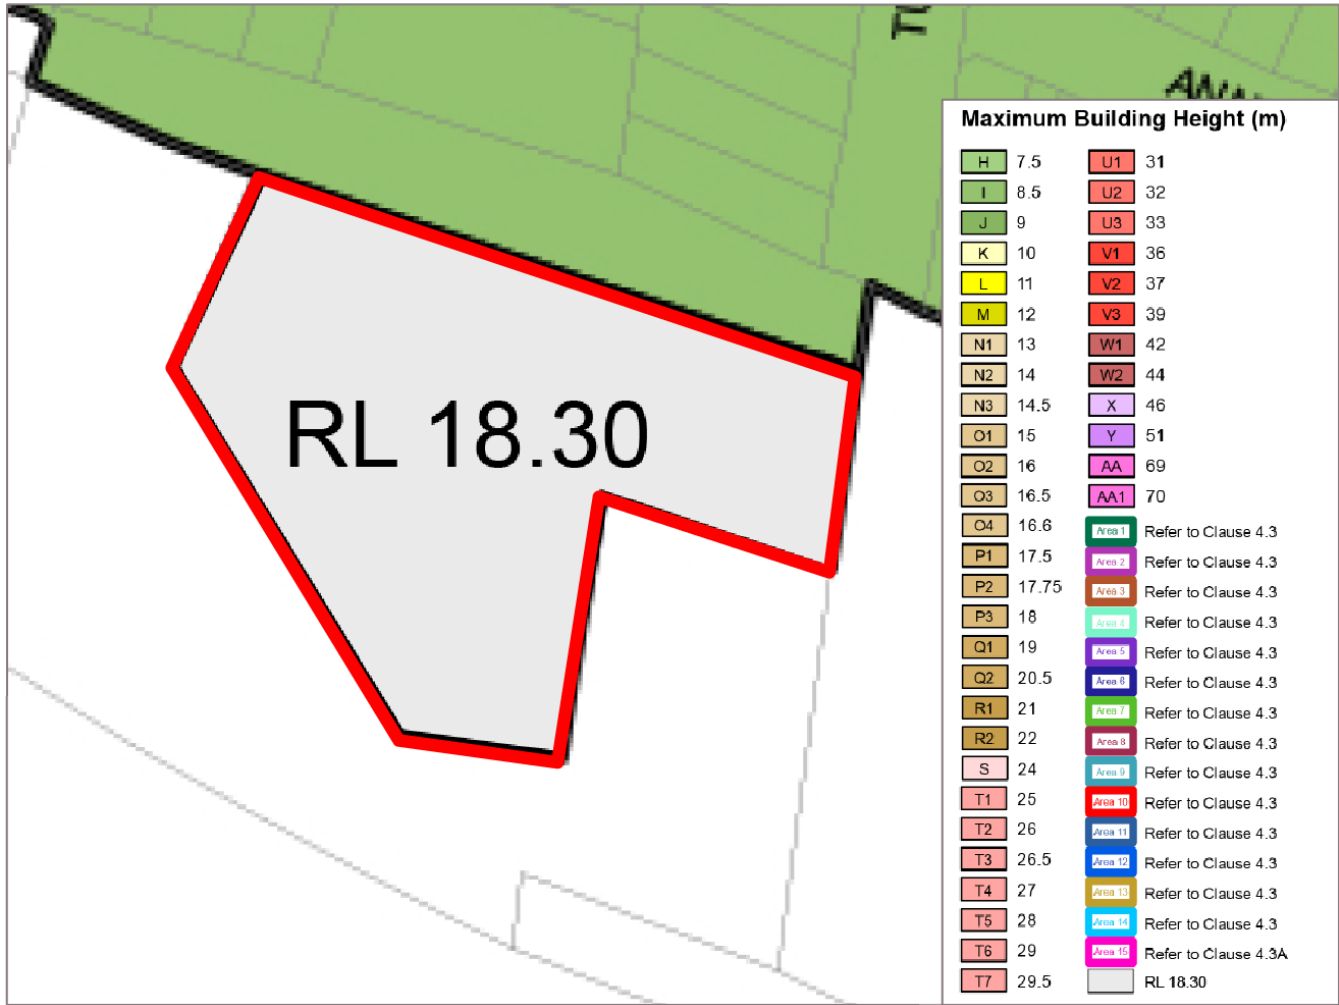 RL 18.30
Maximum Building Height (m)
H 7.5
I 8.5
J 9
K 10
L 11
M 12
N1 13
N2 14
N3 14.5
O1 15
O2 16
O3 16.5
O4 16.6
P1 17.5
P2 17.75
P3 18
Q1 19
Q2 20.5
R1 21
R2 22
S 24
T1 25
T2 26
T3 26.5
T4 27
T5 28
T6 29
T7 29.5
U1 31
U2 32
U3 33
V1 36
V2 37
V3 39
W1 42
W2 44
X 46
Y 51
AA 69
AA1 70
Area 1 Refer to Clause 4.3
Area 2 Refer to Clause 4.3
Area 3 Refer to Clause 4.3
Area 4 Refer to Clause 4.3
Area 5 Refer to Clause 4.3
Area 6 Refer to Clause 4.3
Area 7 Refer to Clause 4.3
Area 8 Refer to Clause 4.3
Area 9 Refer to Clause 4.3
Area 10 Refer to Clause 4.3
Area 11 Refer to Clause 4.3
Area 12 Refer to Clause 4.3
Area 13 Refer to Clause 4.3
Area 14 Refer to Clause 4.3
Area 15 Refer to Clause 4.3A
RL 18.30